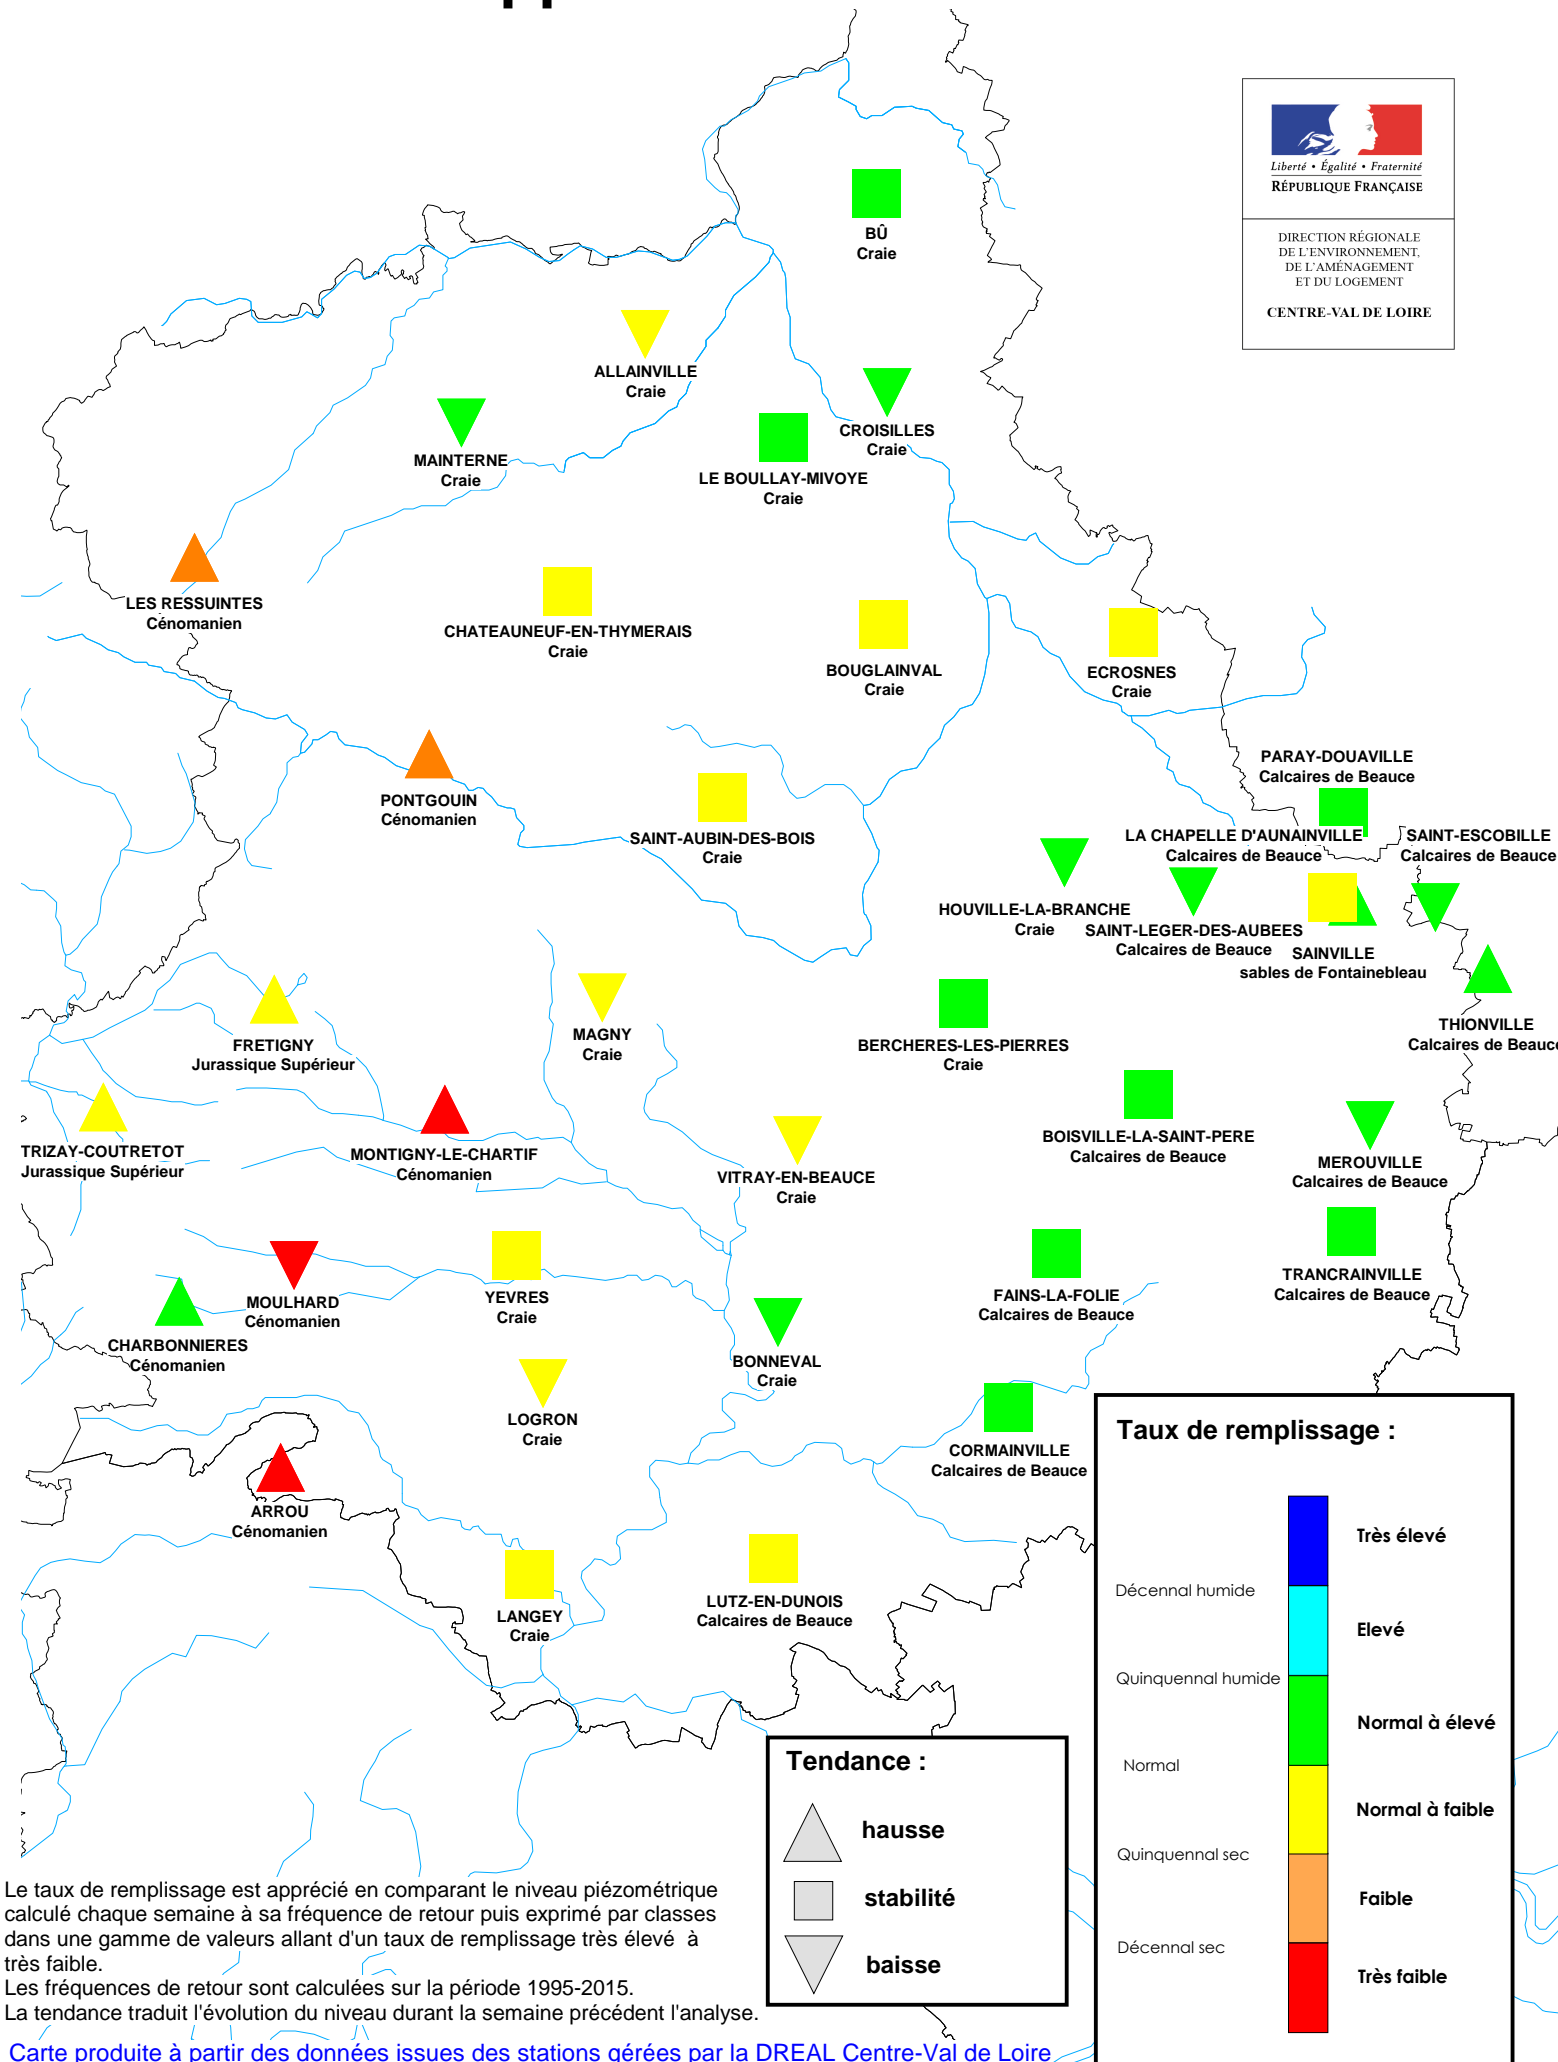 Liberté • Égalité • Fraternité
RÉPUBLIQUE FRANÇAISE
DIRECTION RÉGIONALE
DE L'ENVIRONNEMENT,
DE L'AMÉNAGEMENT
ET DU LOGEMENT
CENTRE-VAL DE LOIRE
BÛ
Craie
ALLAINVILLE
Craie
CROISILLES
Craie
MAINTERNE
Craie
LE BOULLAY-MIVOYE
Craie
LES RESSUINTES
Cénomanien
CHATEAUNEUF-EN-THYMERAIS
Craie
BOUGLAINVAL
Craie
ECROSNES
Craie
PARAY-DOUAVILLE
Calcaires de Beauce
PONTGOUIN
Cénomanien
SAINT-AUBIN-DES-BOIS
Craie
LA CHAPELLE D'AUNAINVILLE
Calcaires de Beauce
SAINT-ESCOBILLE
Calcaires de Beauce
HOUVILLE-LA-BRANCHE
Craie
SAINT-LEGER-DES-AUBEES
Calcaires de Beauce
SAINVILLE
sables de Fontainebleau
THIONVILLE
Calcaires de Beauce
FRETIGNY
Jurassique Supérieur
MAGNY
Craie
BERCHERES-LES-PIERRES
Craie
TRIZAY-COUTRETOT
Jurassique Supérieur
MONTIGNY-LE-CHARTIF
Cénomanien
VITRAY-EN-BEAUCE
Craie
BOISVILLE-LA-SAINT-PERE
Calcaires de Beauce
MEROUVILLE
Calcaires de Beauce
MOULHARD
Cénomanien
YEVRES
Craie
FAINS-LA-FOLIE
Calcaires de Beauce
TRANCRAINVILLE
Calcaires de Beauce
CHARBONNIERES
Cénomanien
BONNEVAL
Craie
LOGRON
Craie
CORMAINVILLE
Calcaires de Beauce
ARROU
Cénomanien
LANGEY
Craie
LUTZ-EN-DUNOIS
Calcaires de Beauce
Taux de remplissage :
Très élevé
Décennal humide
Elevé
Quinquennal humide
Normal à élevé
Normal
Normal à faible
Quinquennal sec
Faible
Décennal sec
Très faible
Tendance :
hausse
stabilité
baisse
Le taux de remplissage est apprécié en comparant le niveau piézométrique
calculé chaque semaine à sa fréquence de retour puis exprimé par classes
dans une gamme de valeurs allant d'un taux de remplissage très élevé à
très faible.
Les fréquences de retour sont calculées sur la période 1995-2015.
La tendance traduit l'évolution du niveau durant la semaine précédent l'analyse.
Carte produite à partir des données issues des stations gérées par la DREAL Centre-Val de Loire